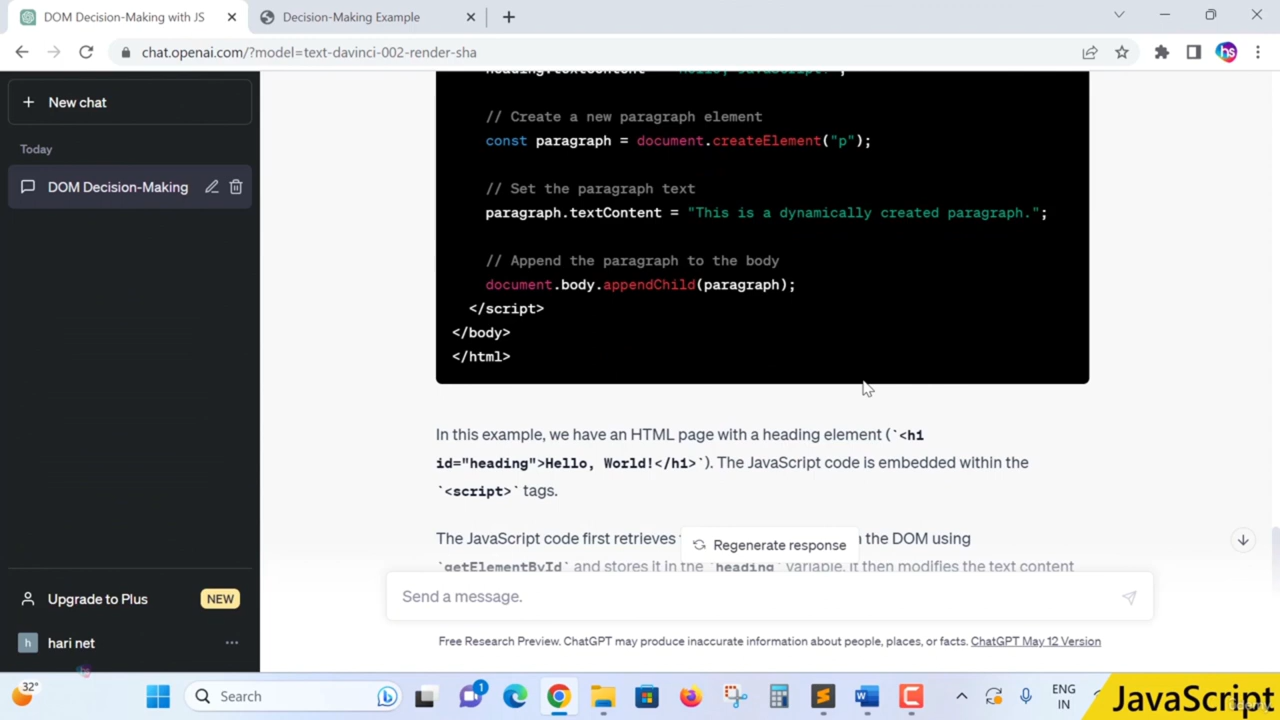 DOM Decision-Making with JS
Decision-Making Example
chat.openai.com/?model=text-davinci-002-render-sha
hs
New chat
Today
DOM Decision-Making
Upgrade to Plus
NEW
h
hari net
// Create a new paragraph element
const paragraph = document.createElement("p");
// Set the paragraph text
paragraph.textContent = "This is a dynamically created paragraph.";
// Append the paragraph to the body
document.body.appendChild(paragraph);
</script>
</body>
</html>
In this example, we have an HTML page with a heading element (`<h1
id="heading">Hello, World!</h1>`). The JavaScript code is embedded within the
`<script>` tags.
The JavaScript code first retrieves
the DOM using
Regenerate response
`getElementById` and stores it in the `heading` variable. It then modifies the text content
Send a message.
Free Research Preview. ChatGPT may produce inaccurate information about people, places, or facts. ChatGPT May 12 Version
32°
Search
1
ENG
IN
JavaScript